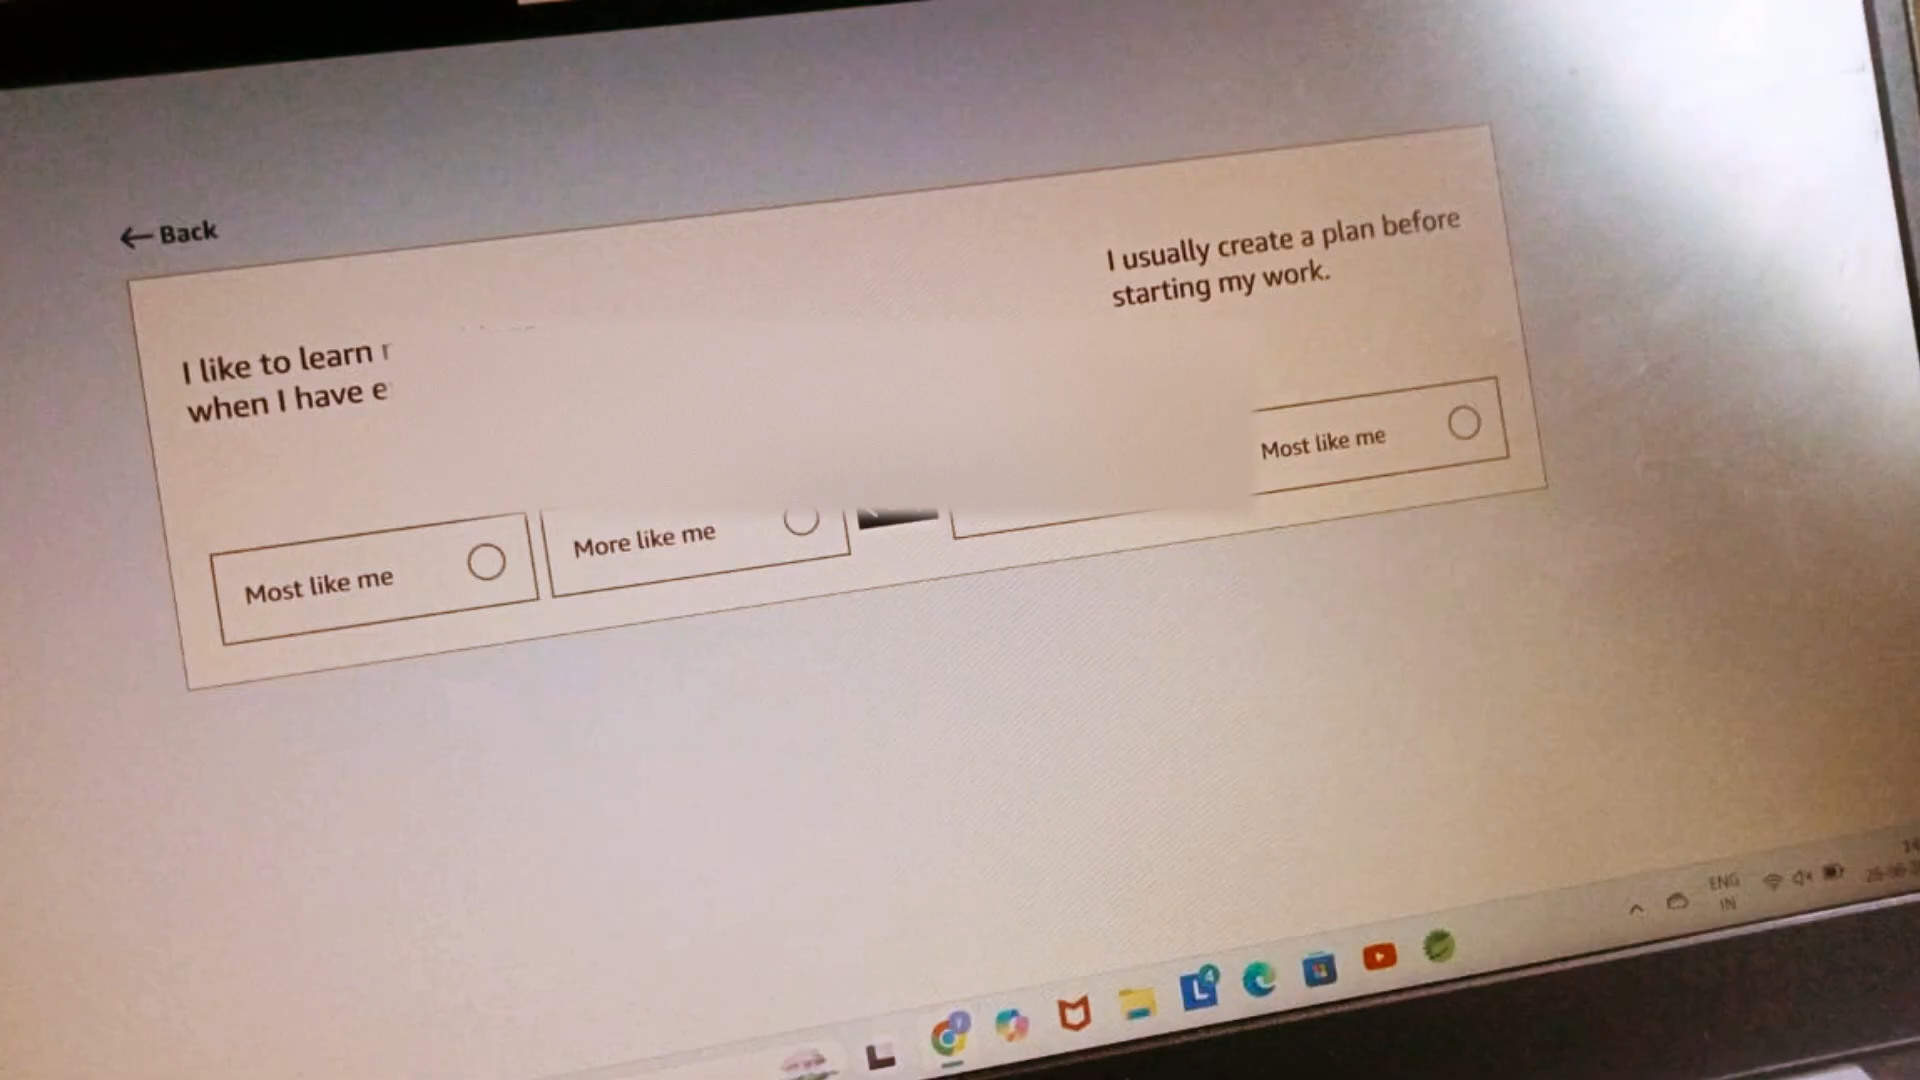 ← Back
I like to learn
when I have
I usually create a plan before
starting my work.
Most like me
More like me
Most like me
ENG
IN